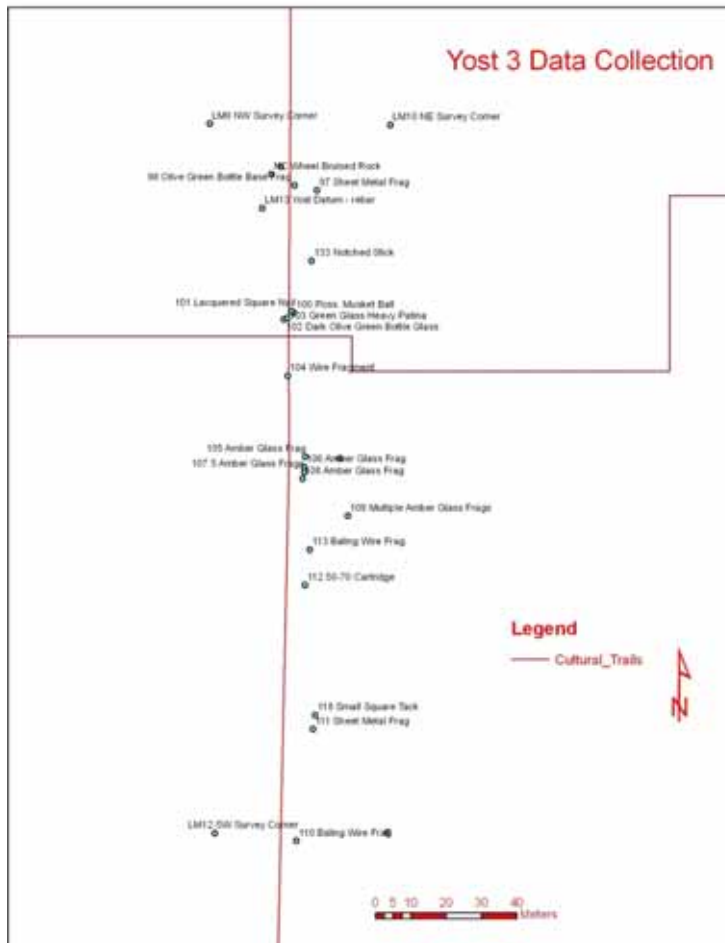 Yost 3 Data Collection
LM9 NW Survey Corner
LM10 NE Survey Corner
Wheel Bruised Rock
98 Olive Green Bottle Base Frag
97 Sheet Metal Frag
LM13 Yost Datum - rebar
133 Notched Stick
101 Lacquered Square
100 Poss. Musket Ball
103 Green Glass Heavy Patina
102 Dark Olive Green Bottle Glass
104 Wire Fragment
105 Amber Glass Frag
106 Amber Glass Frag
107 5 Amber Glass Frags
108 Amber Glass Frag
109 Multiple Amber Glass Frags
113 Baling Wire Frag
112 50-70 Cartridge
Legend
Cultural_Trails
N
Small Square Tack
111 Sheet Metal Frag
LM12 SW Survey Corner
110 Baling Wire Frag
0 5 10 20 30 40
Meters